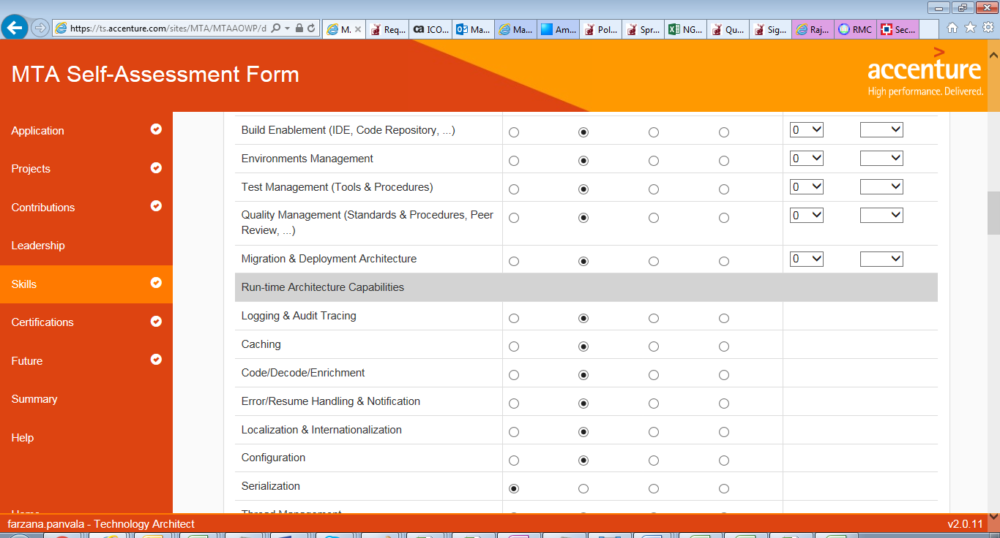 https://ts.accenture.com/sites/MTA/MTAAOWP/d
M.
Req...
ca ICO...
Ma...
Ma...
Am...
Pol...
Spr...
NG...
Qu...
Sig...
Raj...
RMC
Sec...
MTA Self-Assessment Form
>
accenture
High performance. Delivered.
Application
Projects
Contributions
Leadership
Skills
Certifications
Future
Summary
Help
Home
Build Enablement (IDE, Code Repository, ...)
0
Environments Management
0
Test Management (Tools & Procedures)
0
Quality Management (Standards & Procedures, Peer
Review, ...)
0
Migration & Deployment Architecture
0
Run-time Architecture Capabilities
Logging & Audit Tracing
Caching
Code/Decode/Enrichment
Error/Resume Handling & Notification
Localization & Internationalization
Configuration
Serialization
Thread Management
farzana.panvala - Technology Architect
v2.0.11